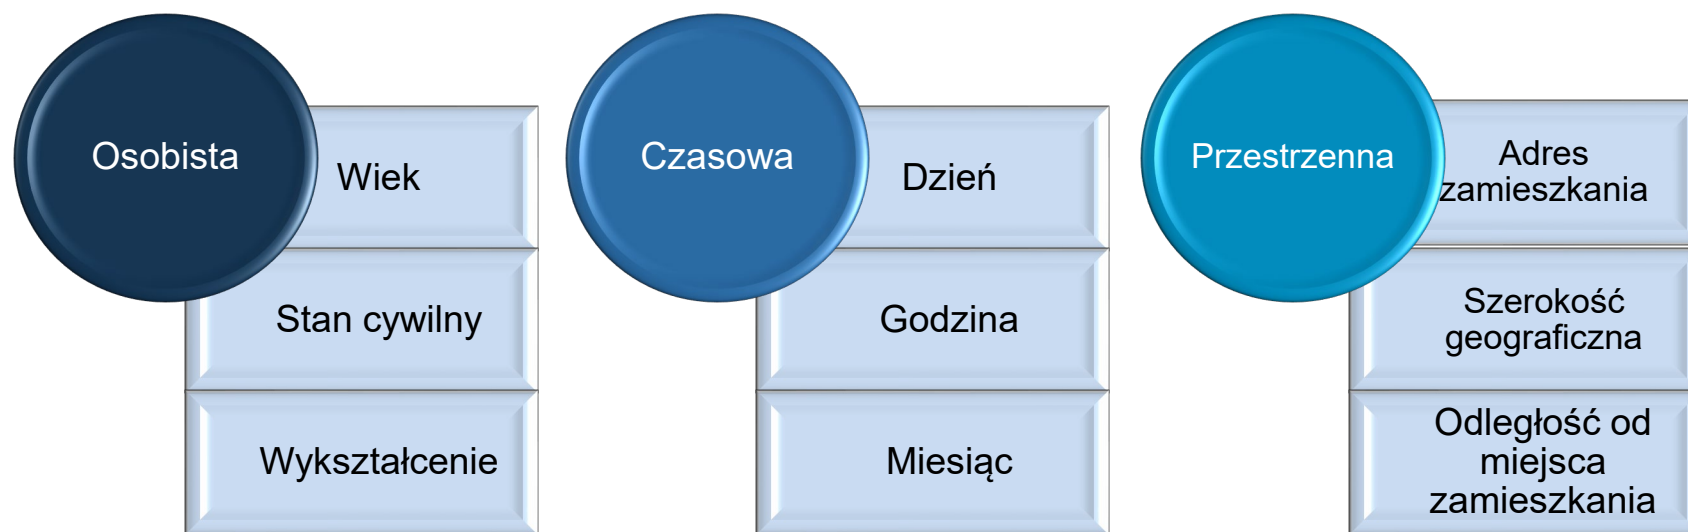 Osobista
Wiek
Stan cywilny
Wykształcenie
Czasowa
Dzień
Godzina
Miesiąc
Przestrzenna
Adres
zamieszkania
Szerokość
geograficzna
Odległość od
miejsca
zamieszkania